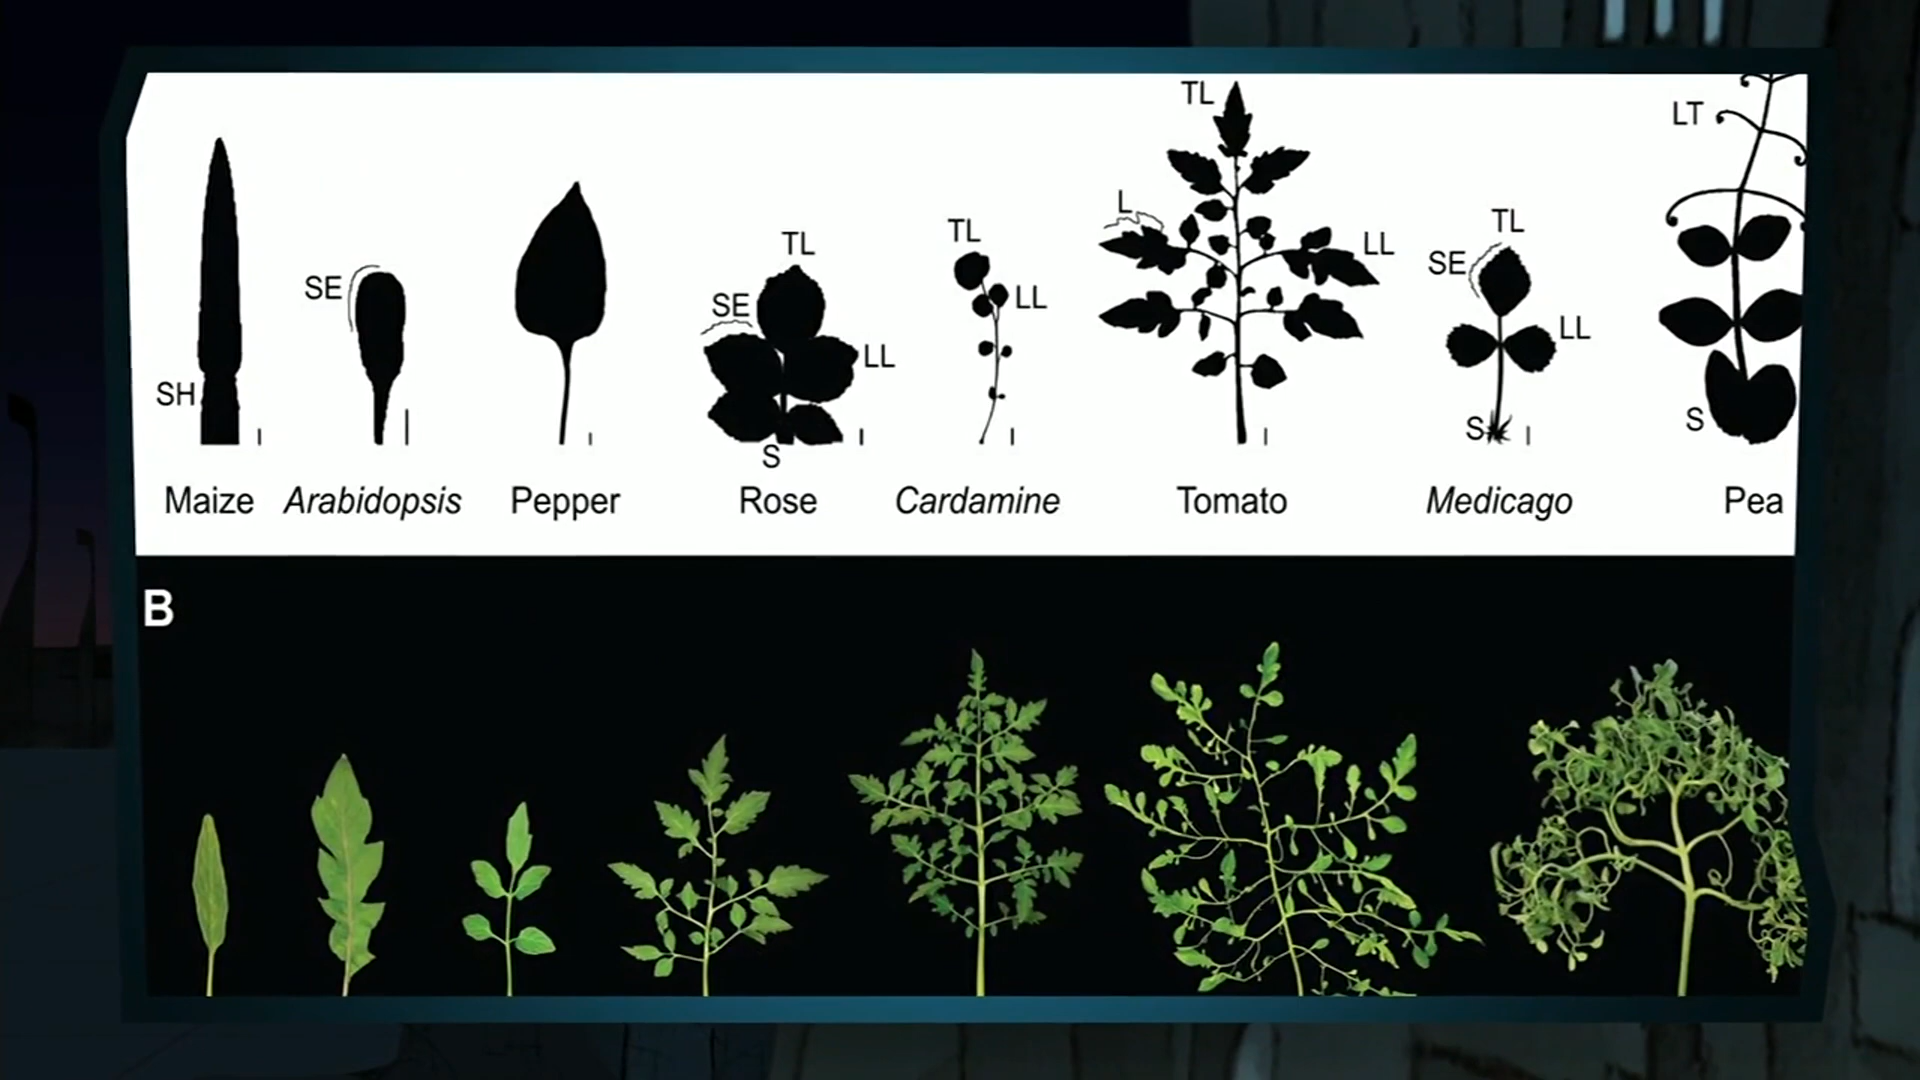 TL
LT
L
TL
TL
TL
LL
SE
SE
SE
LL
LL
LL
SH
S
S
S
Maize Arabidopsis Pepper Rose Cardamine Tomato Medicago Pea
B